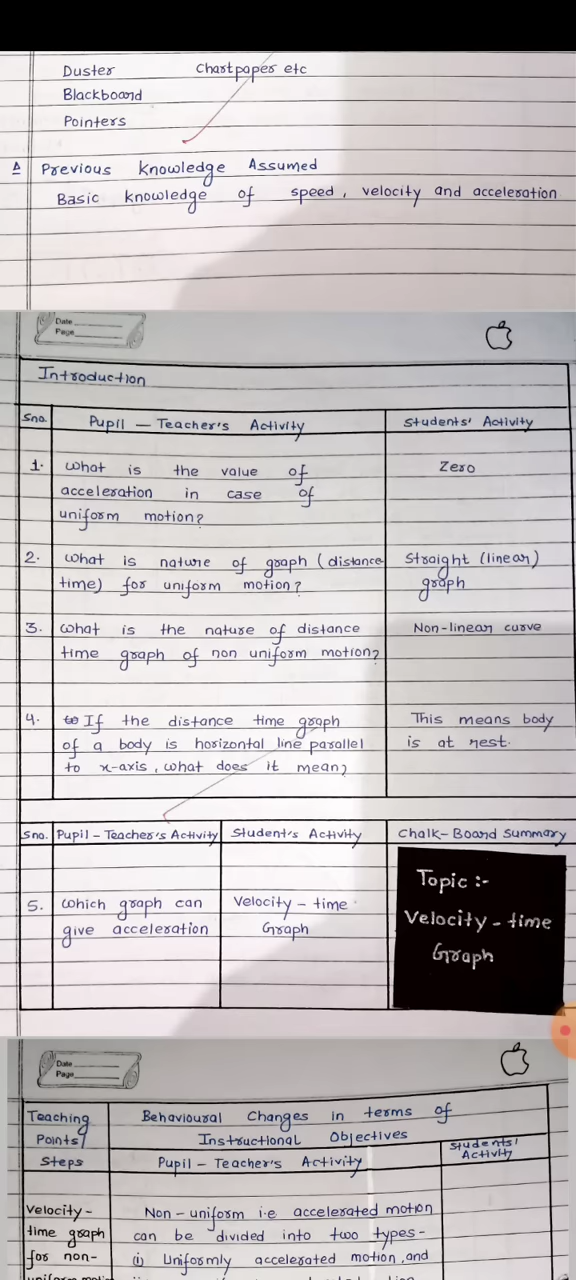 Duster Chartpaper etc
Blackboard
Pointers
Δ Previous Knowledge Assumed
Basic knowledge of speed, velocity and acceleration
Date
Page
Introduction
Sno. Pupil - Teacher's Activity Students' Activity
1. What is the value of Zero
acceleration in case of
uniform motion?
2. What is nature of graph (distance Straight (linear)
time) for uniform motion? graph
3. What is the nature of distance Non-linear curve
time graph of non uniform motion?
4. If the distance time graph This means body
of a body is horizontal line parallel is at rest.
to x-axis, what does it mean?
Sno. Pupil - Teacher's Activity Student's Activity Chalk-Board Summary
Topic :-
5. Which graph can Velocity - time Velocity - time
give acceleration Graph Graph
Date
Page
Teaching Behavioural Changes in terms of
Points/ Instructional Objectives
Steps Pupil - Teacher's Activity Students' Activity
Velocity - Non-uniform i.e accelerated motion
time graph can be divided into two types-
for non- (i) Uniformly accelerated motion, and